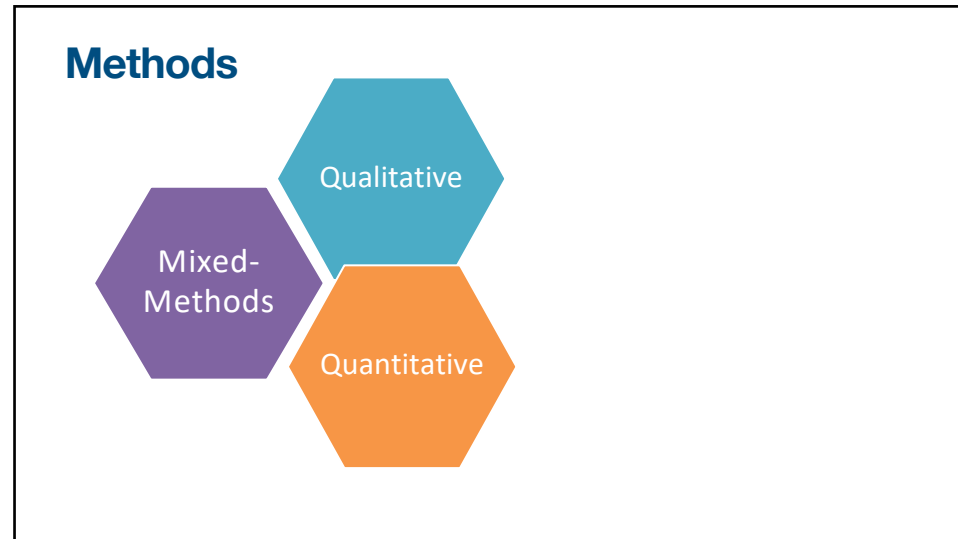 Methods
Qualitative
Mixed-
Methods
Quantitative